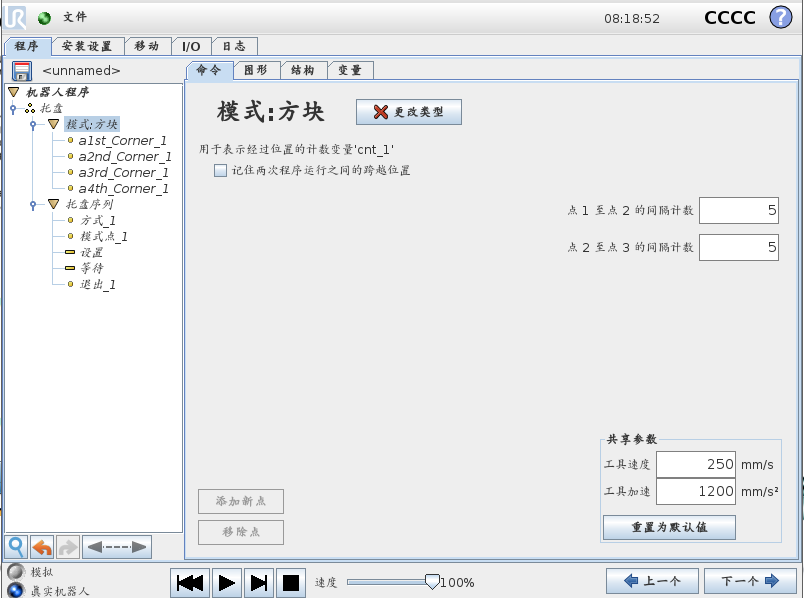 UR 文件 08:18:52 CCCC ?
程序 安装设置 移动 I/O 日志
<unnamed>
命令 图形 结构 变量
机器人程序
托盘
模式:方块
a1st_Corner_1
a2nd_Corner_1
a3rd_Corner_1
a4th_Corner_1
托盘序列
方式_1
模式点_1
设置
等待
退出_1
模式:方块
更改类型
用于表示经过位置的计数变量'cnt_1'
记住两次程序运行之间的跨越位置
点 1 至点 2 的间隔计数 5
点 2 至点 3 的间隔计数 5
共享参数
工具速度 250 mm/s
工具加速 1200 mm/s²
重置为默认值
添加新点
移除点
模拟
真实机器人
速度 100%
上一个 下一个